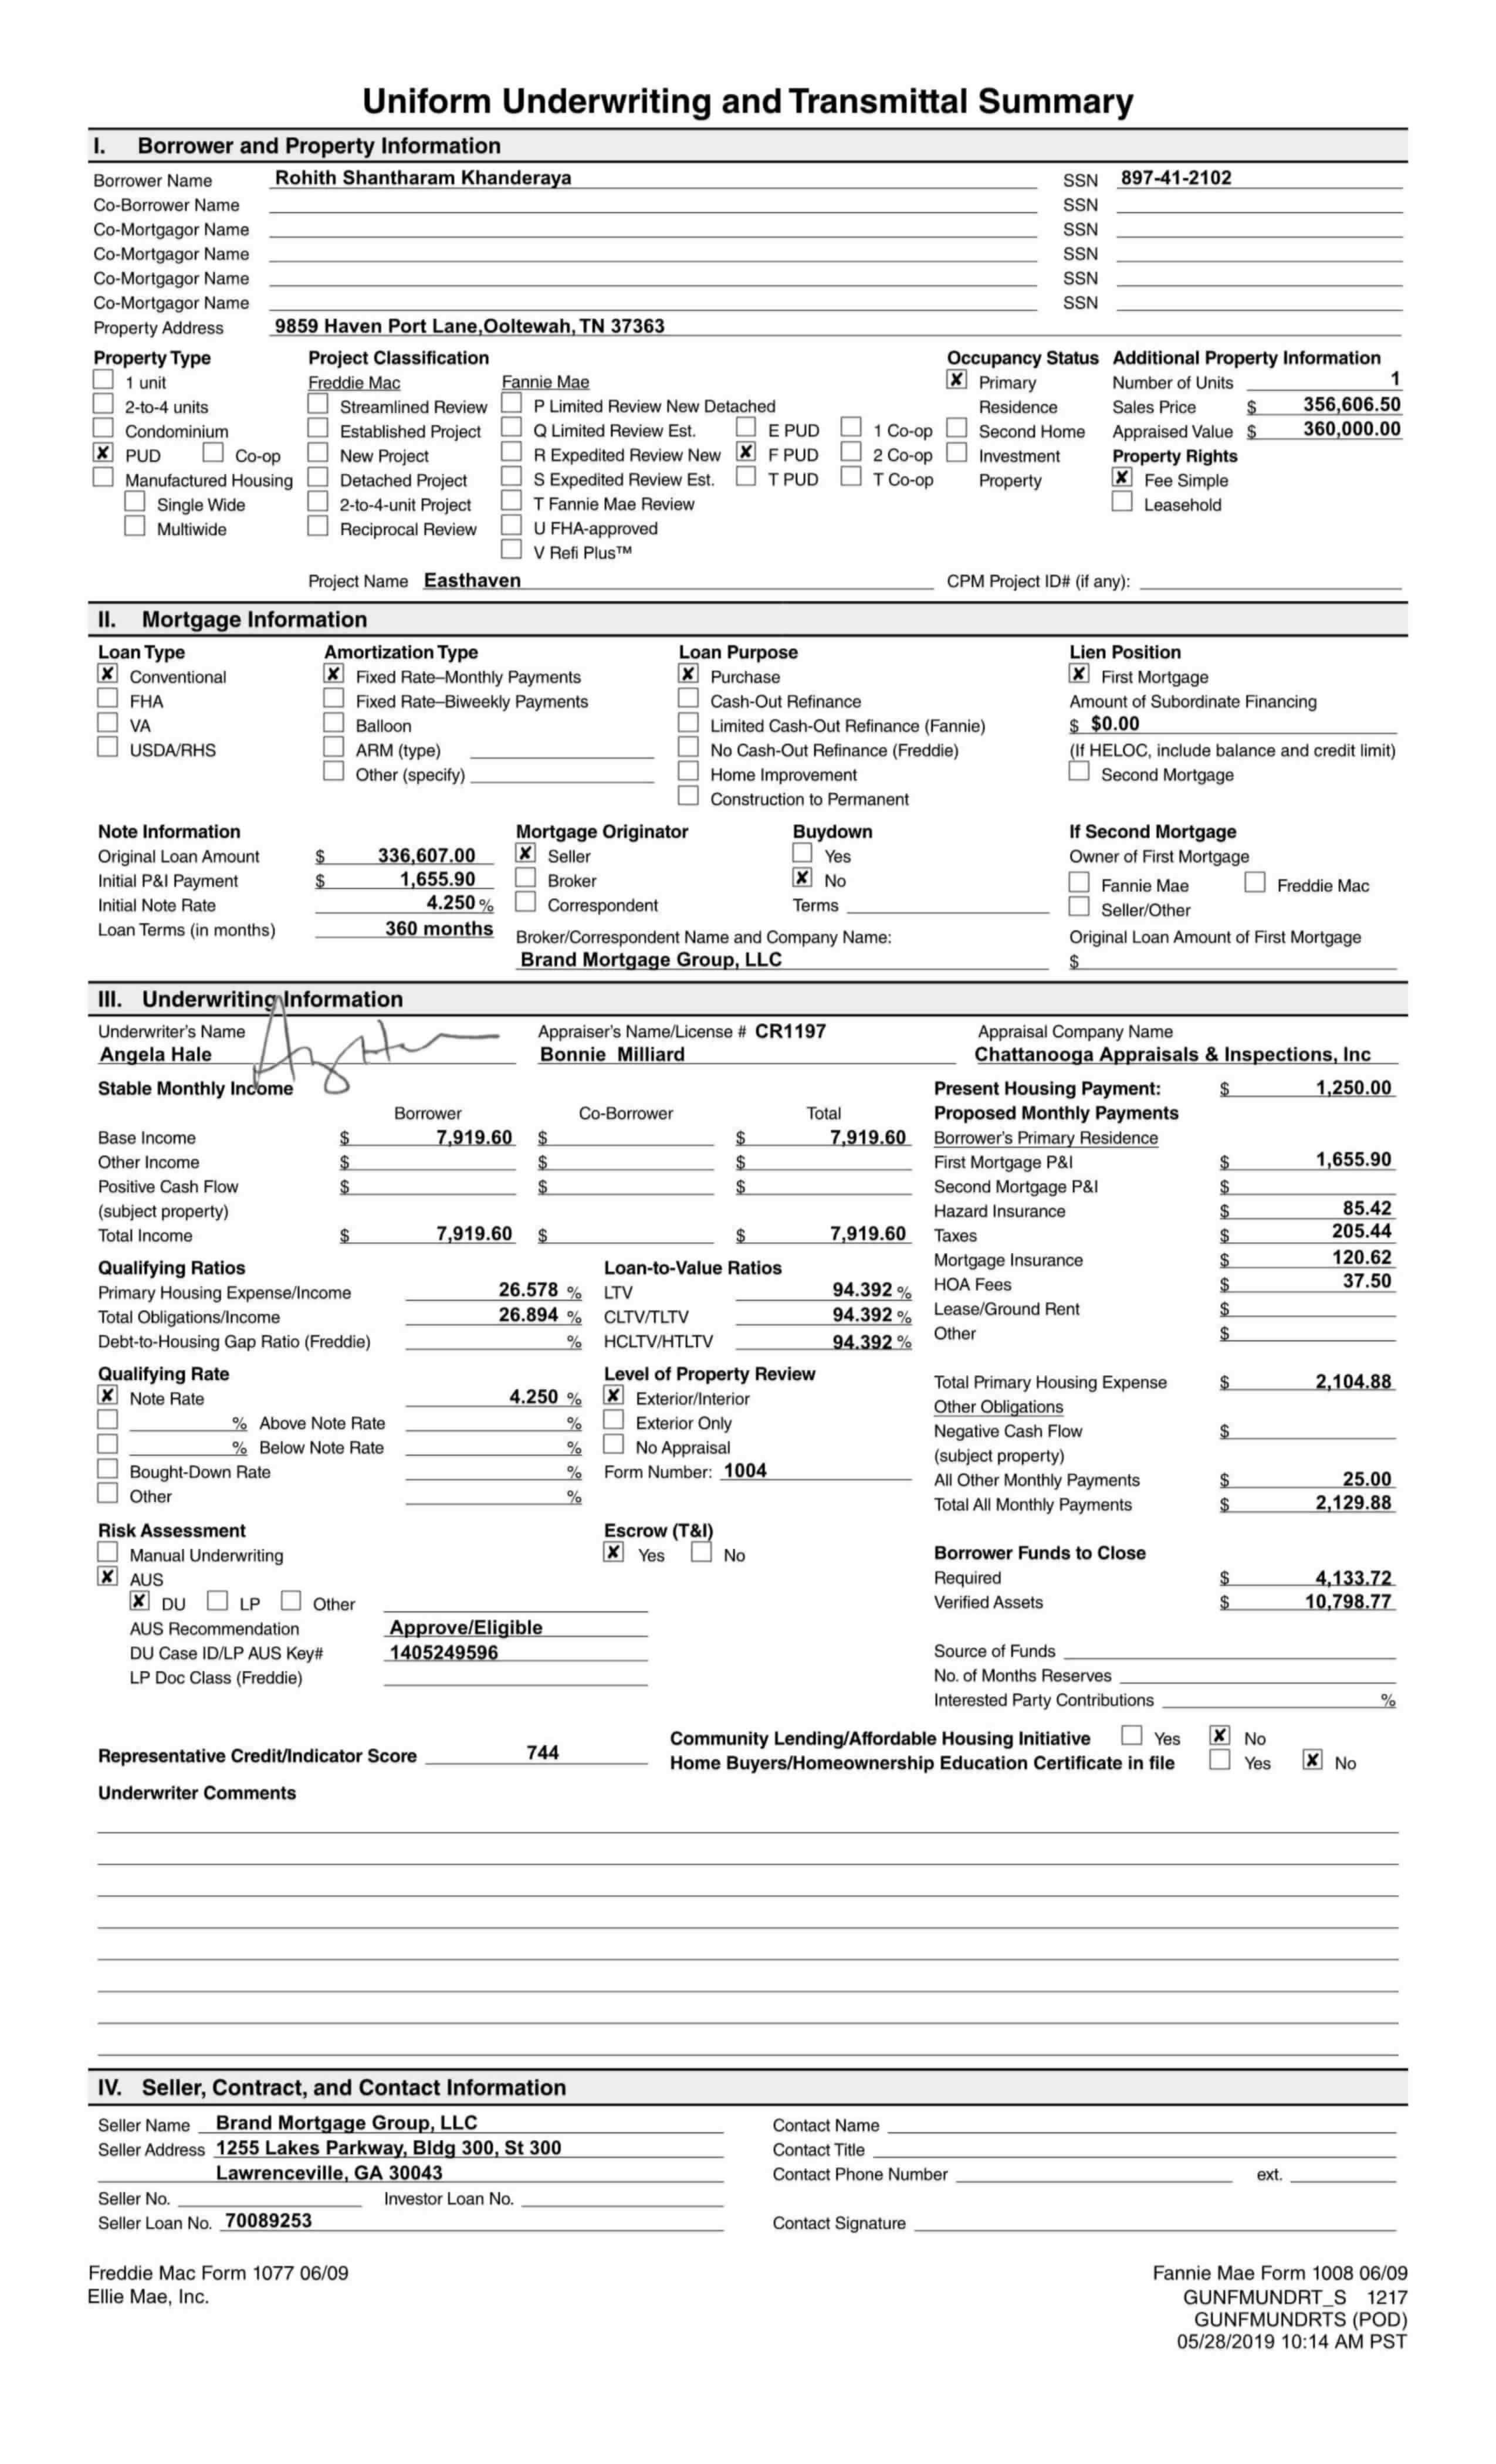 Uniform Underwriting and Transmittal Summary
I. Borrower and Property Information
Borrower Name Rohith Shantharam Khanderaya SSN 897-41-2102
Co-Borrower Name SSN
Co-Mortgagor Name SSN
Co-Mortgagor Name SSN
Co-Mortgagor Name SSN
Co-Mortgagor Name SSN
Property Address 9859 Haven Port Lane,Ooltewah, TN 37363
Property Type Project Classification Occupancy Status Additional Property Information
1 unit Freddie Mac Fannie Mae ✘ Primary Number of Units 1
2-to-4 units Streamlined Review P Limited Review New Detached Residence Sales Price $ 356,606.50
Condominium Established Project Q Limited Review Est. E PUD 1 Co-op Second Home Appraised Value $ 360,000.00
✘ PUD Co-op New Project R Expedited Review New ✘ F PUD 2 Co-op Investment Property Rights
Manufactured Housing Detached Project S Expedited Review Est. T PUD T Co-op Property ✘ Fee Simple
Single Wide 2-to-4-unit Project T Fannie Mae Review Leasehold
Multiwide Reciprocal Review U FHA-approved
V Refi Plus™
Project Name Easthaven CPM Project ID# (if any):
II. Mortgage Information
Loan Type Amortization Type Loan Purpose Lien Position
✘ Conventional ✘ Fixed Rate–Monthly Payments ✘ Purchase ✘ First Mortgage
FHA Fixed Rate–Biweekly Payments Cash-Out Refinance Amount of Subordinate Financing
VA Balloon Limited Cash-Out Refinance (Fannie) $ $0.00
USDA/RHS ARM (type) No Cash-Out Refinance (Freddie) (If HELOC, include balance and credit limit)
Other (specify) Home Improvement Second Mortgage
Construction to Permanent
Note Information Mortgage Originator Buydown If Second Mortgage
Original Loan Amount $ 336,607.00 ✘ Seller Yes Owner of First Mortgage
Initial P&I Payment $ 1,655.90 Broker ✘ No Fannie Mae Freddie Mac
Initial Note Rate 4.250 % Correspondent Terms Seller/Other
Loan Terms (in months) 360 months Broker/Correspondent Name and Company Name: Original Loan Amount of First Mortgage
Brand Mortgage Group, LLC $
III. Underwriting Information
Underwriter's Name Appraiser's Name/License # CR1197 Appraisal Company Name
Angela Hale Bonnie Milliard Chattanooga Appraisals & Inspections, Inc
Stable Monthly Income Present Housing Payment: $ 1,250.00
Borrower Co-Borrower Total Proposed Monthly Payments
Base Income $ 7,919.60 $ $ 7,919.60 Borrower's Primary Residence
Other Income $ $ $ First Mortgage P&I $ 1,655.90
Positive Cash Flow $ $ $ Second Mortgage P&I $
(subject property) Hazard Insurance $ 85.42
Total Income $ 7,919.60 $ $ 7,919.60 Taxes $ 205.44
Qualifying Ratios Loan-to-Value Ratios Mortgage Insurance $ 120.62
Primary Housing Expense/Income 26.578 % LTV 94.392 % HOA Fees $ 37.50
Total Obligations/Income 26.894 % CLTV/TLTV 94.392 % Lease/Ground Rent $
Debt-to-Housing Gap Ratio (Freddie) % HCLTV/HTLTV 94.392 % Other $
Qualifying Rate Level of Property Review Total Primary Housing Expense $ 2,104.88
✘ Note Rate 4.250 % ✘ Exterior/Interior Other Obligations
% Above Note Rate % Exterior Only Negative Cash Flow $
% Below Note Rate % No Appraisal (subject property)
Bought-Down Rate % Form Number: 1004 All Other Monthly Payments $ 25.00
Other % Total All Monthly Payments $ 2,129.88
Risk Assessment Escrow (T&I)
Manual Underwriting ✘ Yes No Borrower Funds to Close
✘ AUS Required $ 4,133.72
✘ DU LP Other Verified Assets $ 10,798.77
AUS Recommendation Approve/Eligible
DU Case ID/LP AUS Key# 1405249596 Source of Funds
LP Doc Class (Freddie) No. of Months Reserves
Interested Party Contributions %
Community Lending/Affordable Housing Initiative Yes ✘ No
Representative Credit/Indicator Score 744 Home Buyers/Homeownership Education Certificate in file Yes ✘ No
Underwriter Comments
IV. Seller, Contract, and Contact Information
Seller Name Brand Mortgage Group, LLC Contact Name
Seller Address 1255 Lakes Parkway, Bldg 300, St 300 Contact Title
Lawrenceville, GA 30043 Contact Phone Number ext.
Seller No. Investor Loan No.
Seller Loan No. 70089253 Contact Signature
Freddie Mac Form 1077 06/09 Fannie Mae Form 1008 06/09
Ellie Mae, Inc. GUNFMUNDRT_S 1217
GUNFMUNDRTS (POD)
05/28/2019 10:14 AM PST